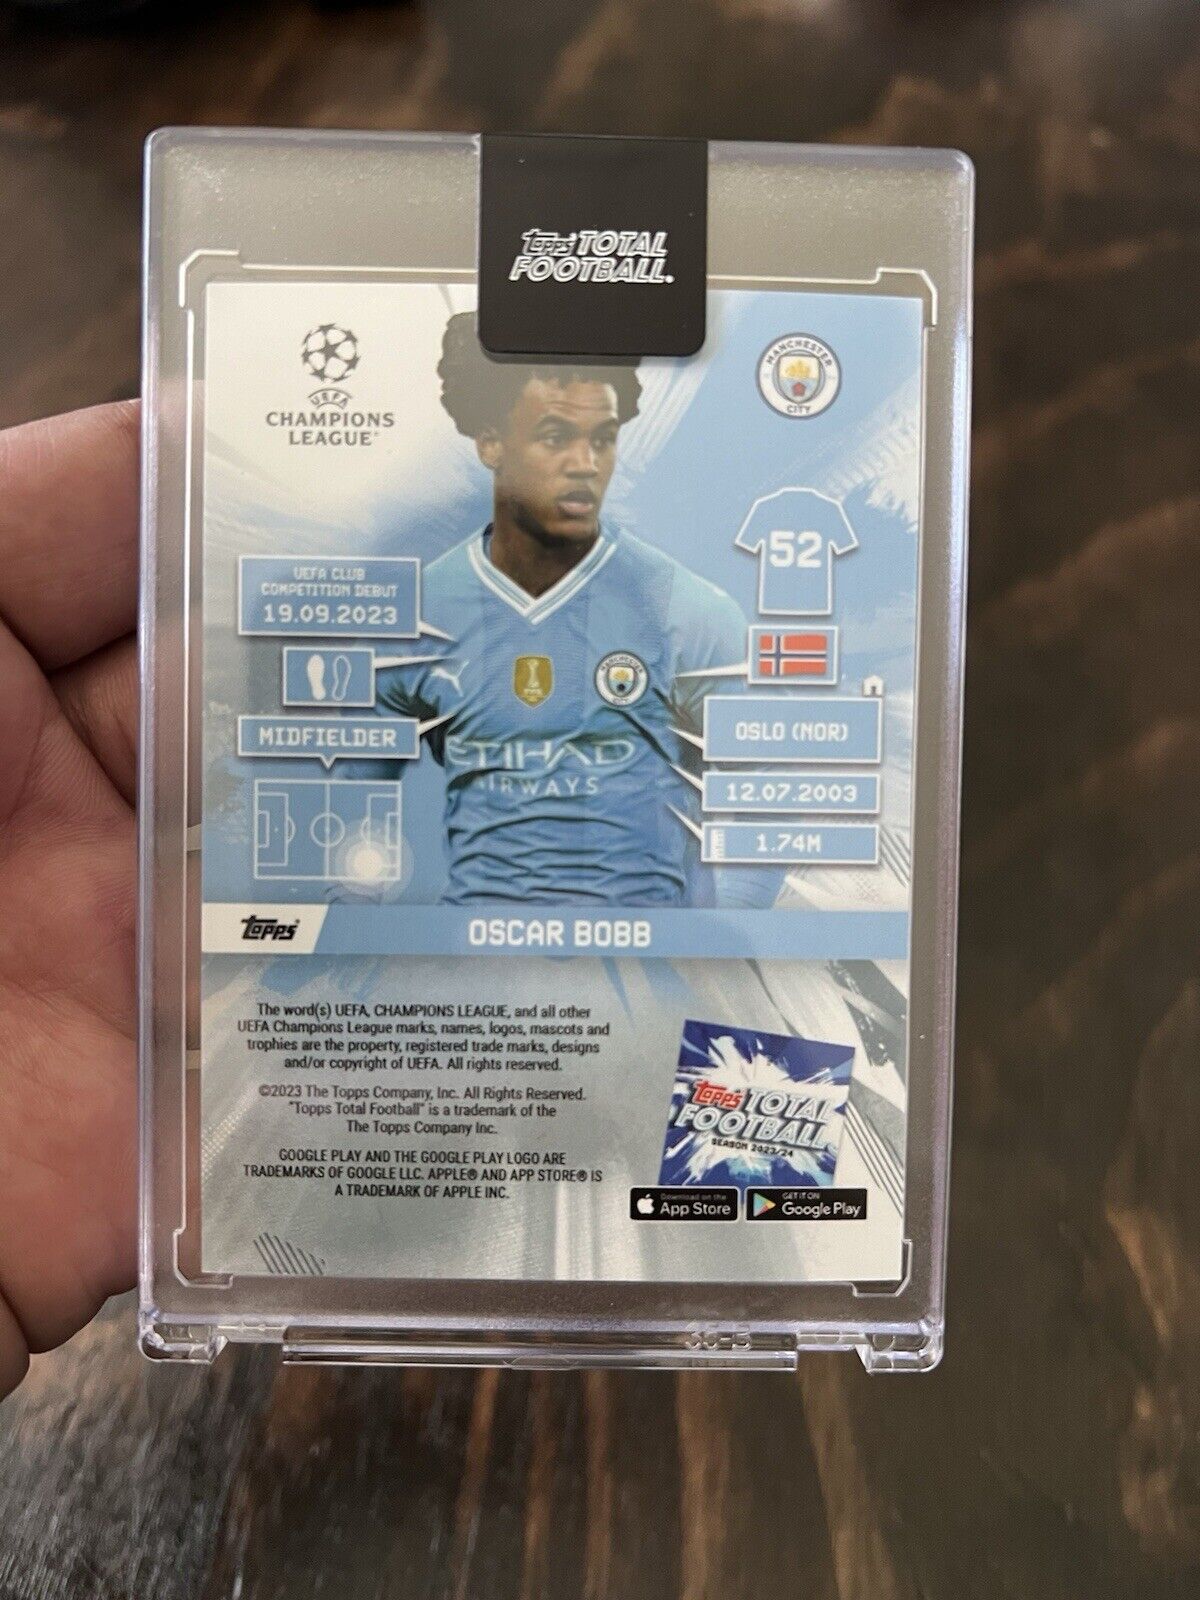 Topps TOTAL
FOOTBALL.
UEFA
CHAMPIONS
LEAGUE
MANCHESTER
CITY
52
UEFA CLUB
COMPETITION DEBUT
19.09.2023
MIDFIELDER
OSLO (NOR)
12.07.2003
1.74M
ETIHAD
AIRWAYS
topps
OSCAR BOBB
The word(s) UEFA, CHAMPIONS LEAGUE, and all other
UEFA Champions League marks, names, logos, mascots and
trophies are the property, registered trade marks, designs
and/or copyright of UEFA. All rights reserved.
©2023 The Topps Company, Inc. All Rights Reserved.
"Topps Total Football" is a trademark of the
The Topps Company Inc.
GOOGLE PLAY AND THE GOOGLE PLAY LOGO ARE
TRADEMARKS OF GOOGLE LLC. APPLE® AND APP STORE® IS
A TRADEMARK OF APPLE INC.
Topps TOTAL
FOOTBALL
SEASON 2023/24
Download on the
App Store
GET IT ON
Google Play